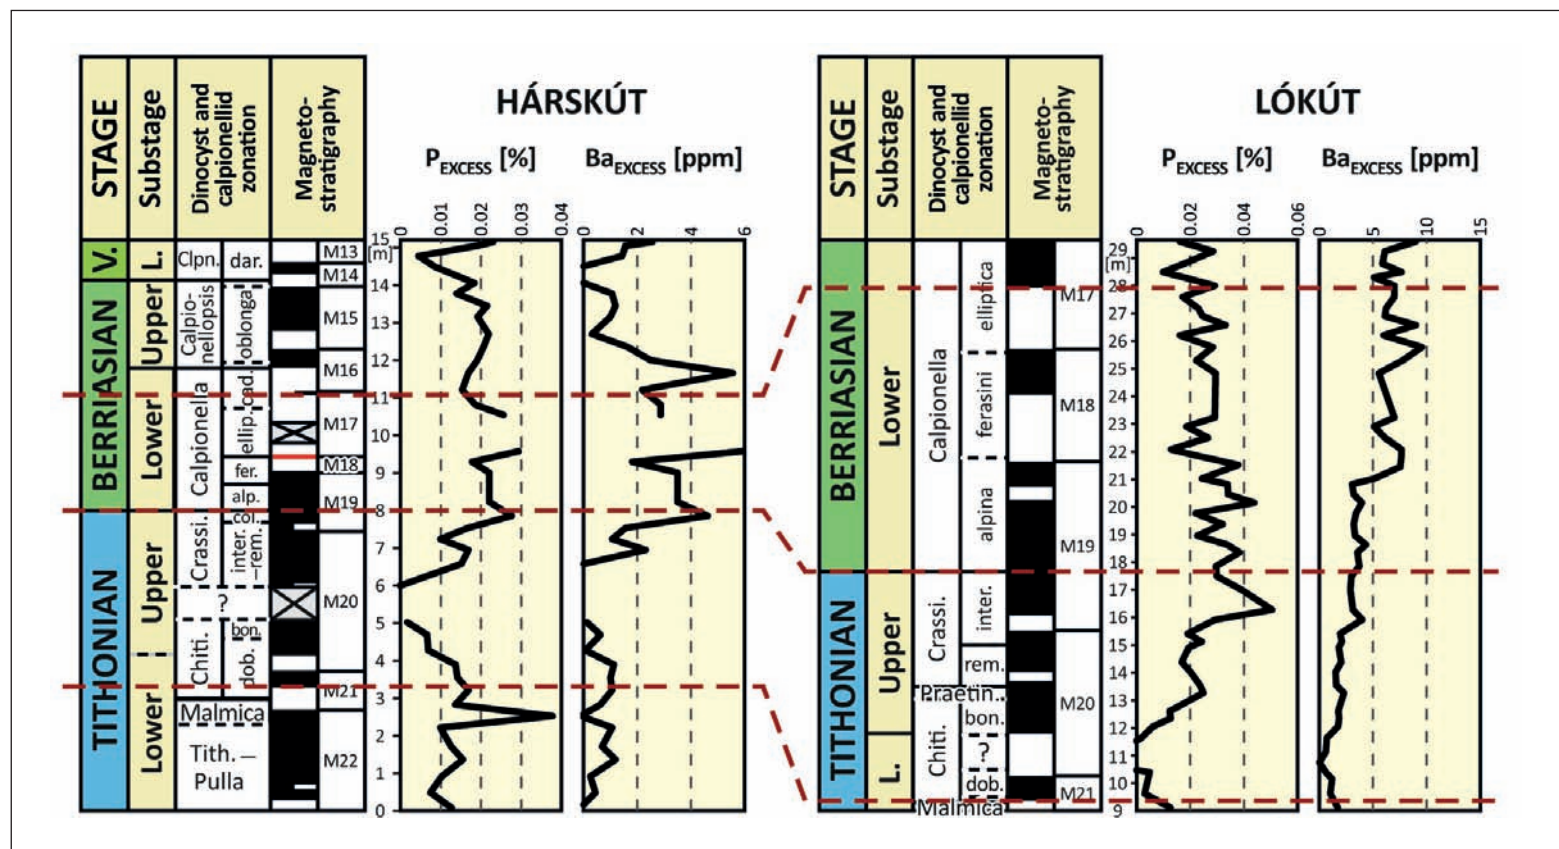 HÁRSKÚT
STAGE
Substage
Dinocyst and
calpionellid
zonation
Magneto-
stratigraphy
P EXCESS [%]
Ba EXCESS [ppm]
0
0.01
0.02
0.03
0.04
0
2
4
6
V.
BERRIASIAN
TITHONIAN
L.
Upper
Lower
Upper
Lower
Clpn.
Calpio-
nellopsis
Calpionella
Crassi.
?
Chiti.
Malmica
Tith. –
Pulla
dar.
oblonga
cad.
ellip.
fer.
alp.
col.
inter.
–rem.
bon.
dob.
M13
M14
M15
M16
M17
M18
M19
M20
M21
M22
15
[m]
14
13
12
11
10
9
8
7
6
5
4
3
2
1
0
LÓKÚT
STAGE
Substage
Dinocyst and
calpionellid
zonation
Magneto-
stratigraphy
P EXCESS [%]
Ba EXCESS [ppm]
0
0.02
0.04
0.06
0
5
10
15
BERRIASIAN
TITHONIAN
Lower
Upper
L.
Calpionella
Crassi.
Praetin.
Chiti.
Malmica
elliptica
ferasini
alpina
inter.
rem.
bon.
?
dob.
M17
M18
M19
M20
M21
29
[m]
28
27
26
25
24
23
22
21
20
19
18
17
16
15
14
13
12
11
10
9